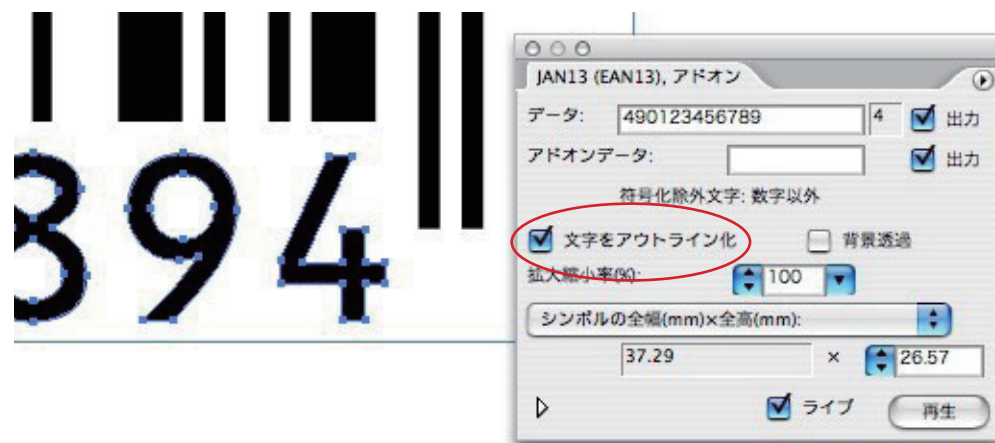 894
JAN13 (EAN13), アドオン
データ: 490123456789 4 出力
アドオンデータ: 出力
符号化除外文字: 数字以外
文字をアウトライン化 背景透過
拡大縮小率(%): 100
シンボルの全幅(mm)×全高(mm):
37.29 × 26.57
ライブ 再生